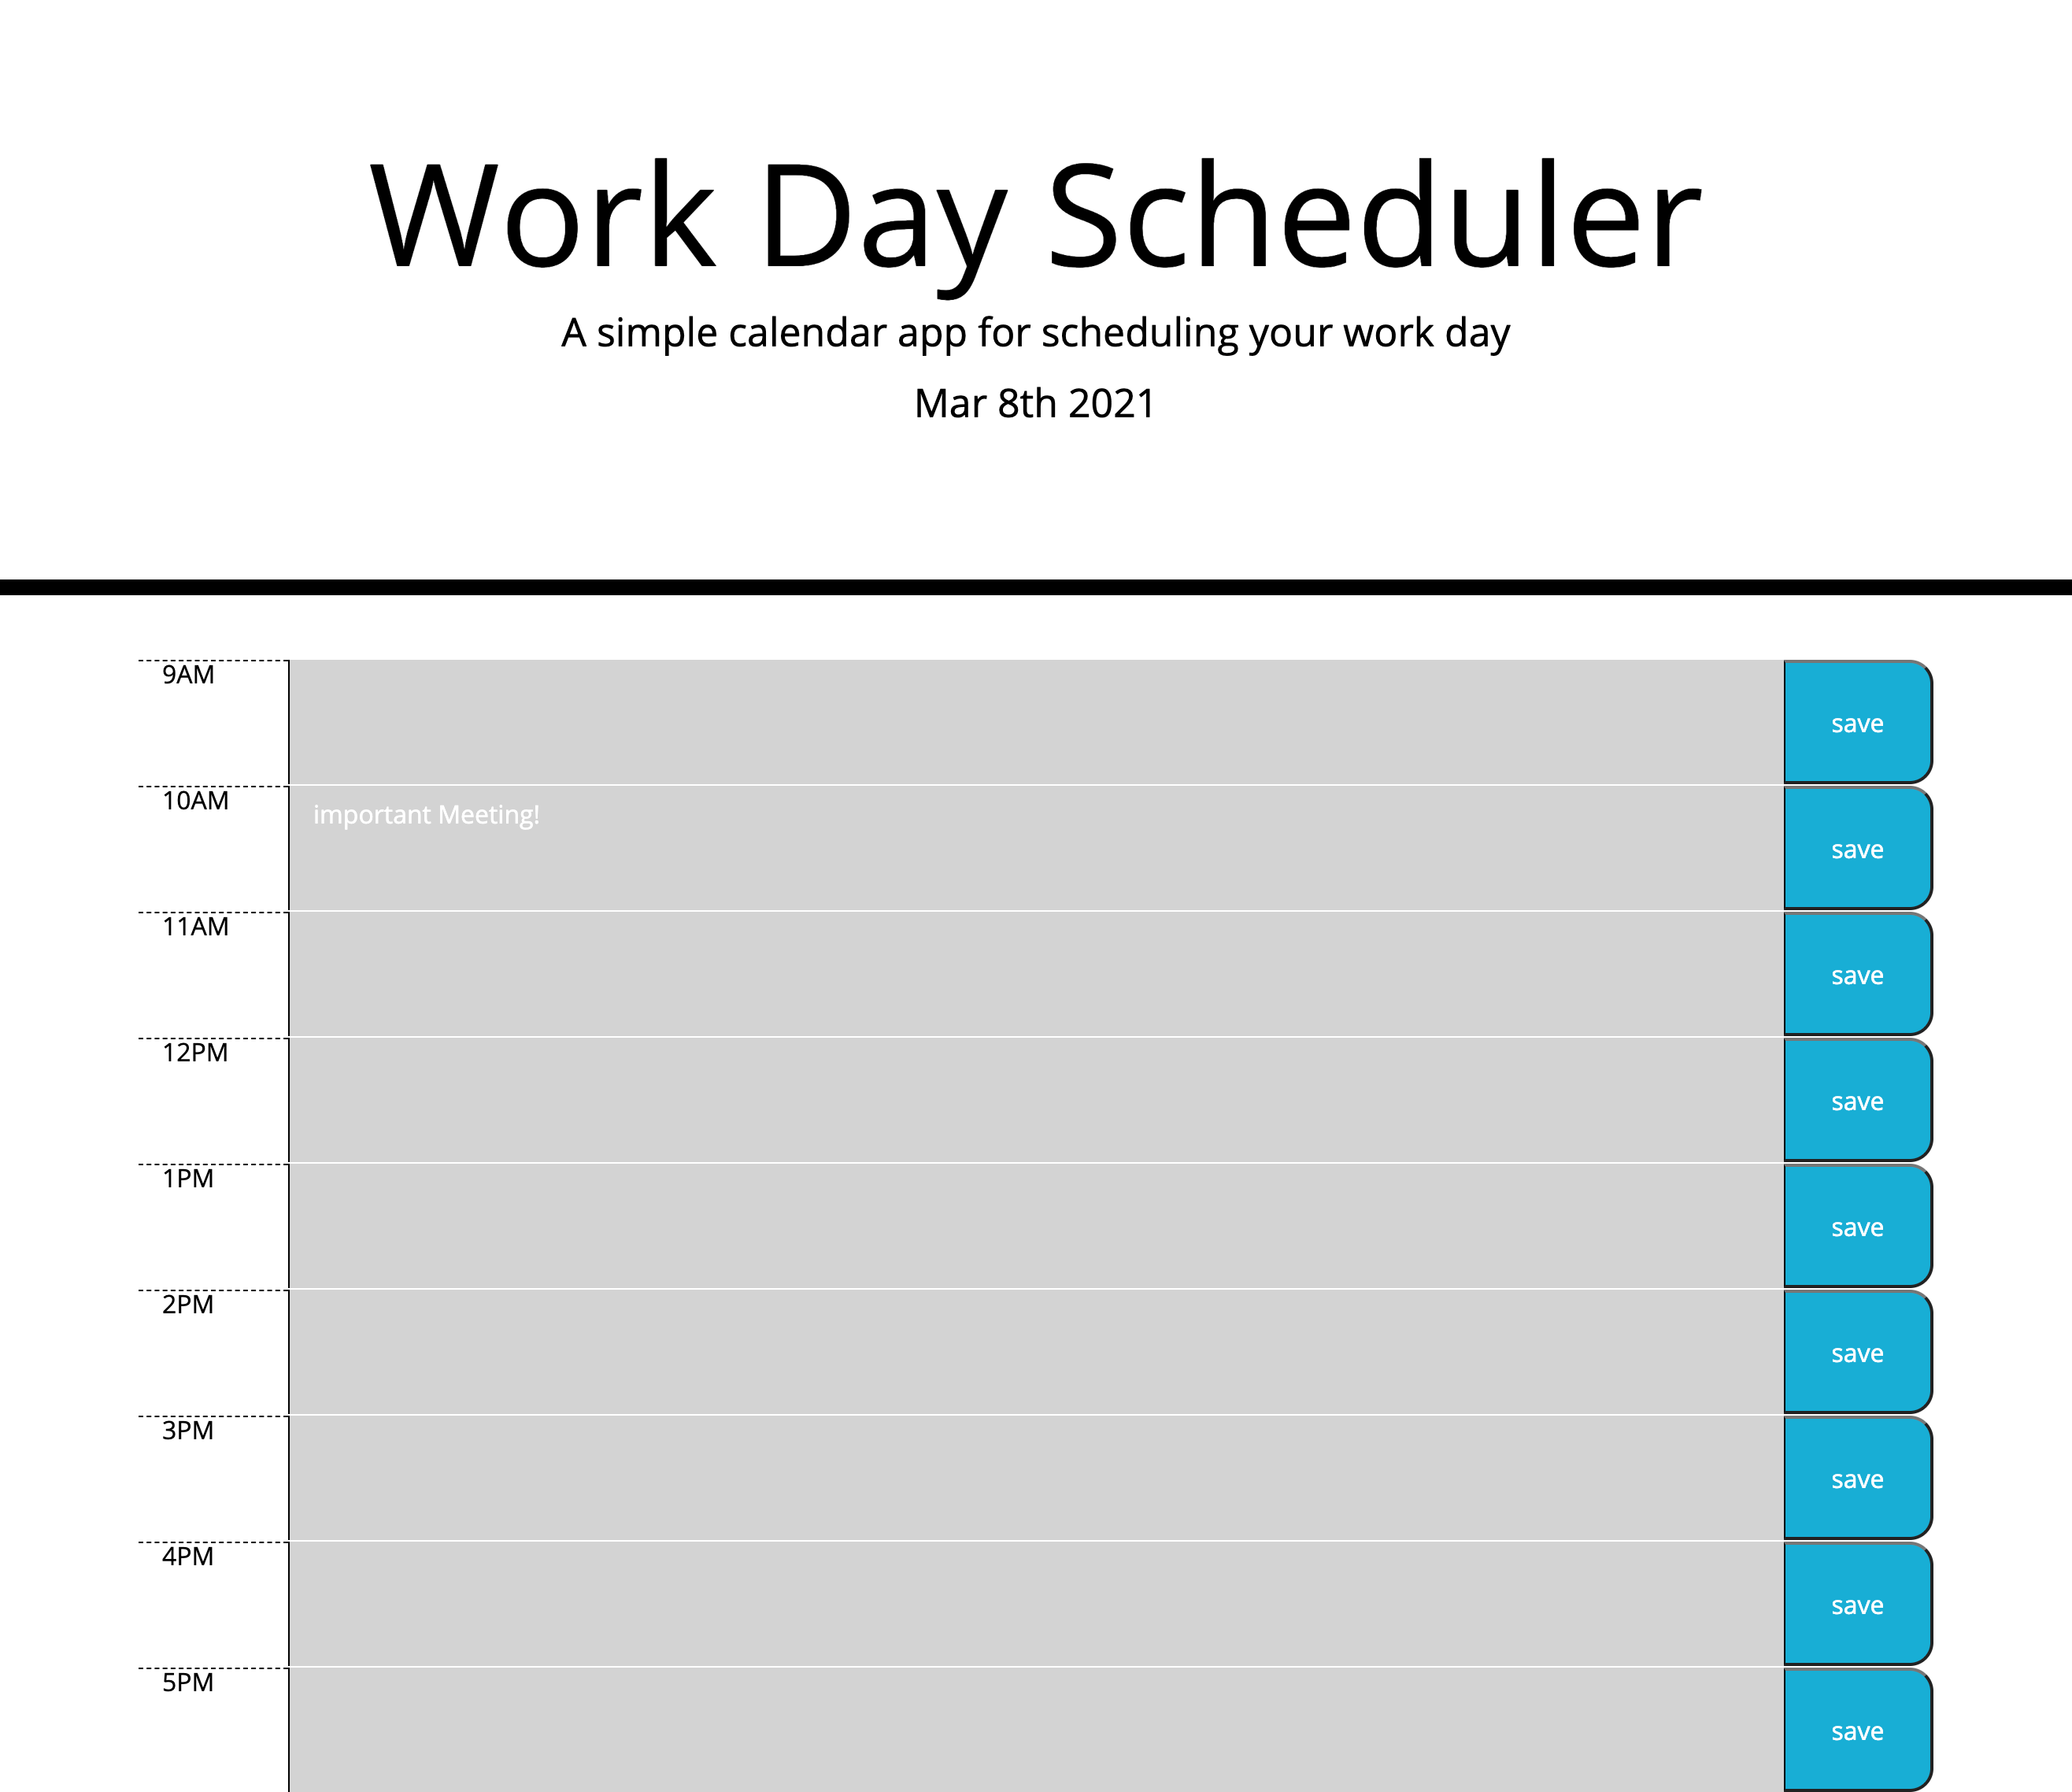 Work Day Scheduler
A simple calendar app for scheduling your work day
Mar 8th 2021
9AM
save
10AM
important Meeting!
save
11AM
save
12PM
save
1PM
save
2PM
save
3PM
save
4PM
save
5PM
save